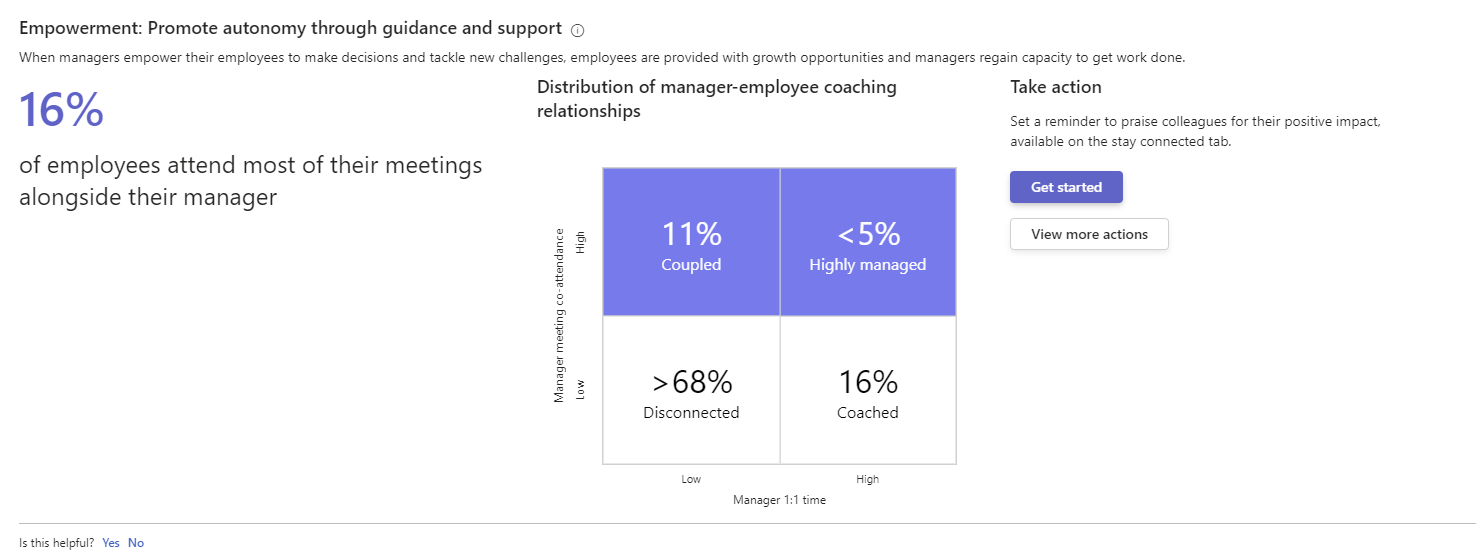 Empowerment: Promote autonomy through guidance and support
When managers empower their employees to make decisions and tackle new challenges, employees are provided with growth opportunities and managers regain capacity to get work done.
16%
of employees attend most of their meetings
alongside their manager
Distribution of manager-employee coaching
relationships
Manager meeting co-attendance
High
Low
11%
Coupled
<5%
Highly managed
>68%
Disconnected
16%
Coached
Low
High
Manager 1:1 time
Take action
Set a reminder to praise colleagues for their positive impact,
available on the stay connected tab.
Get started
View more actions
Is this helpful? Yes No